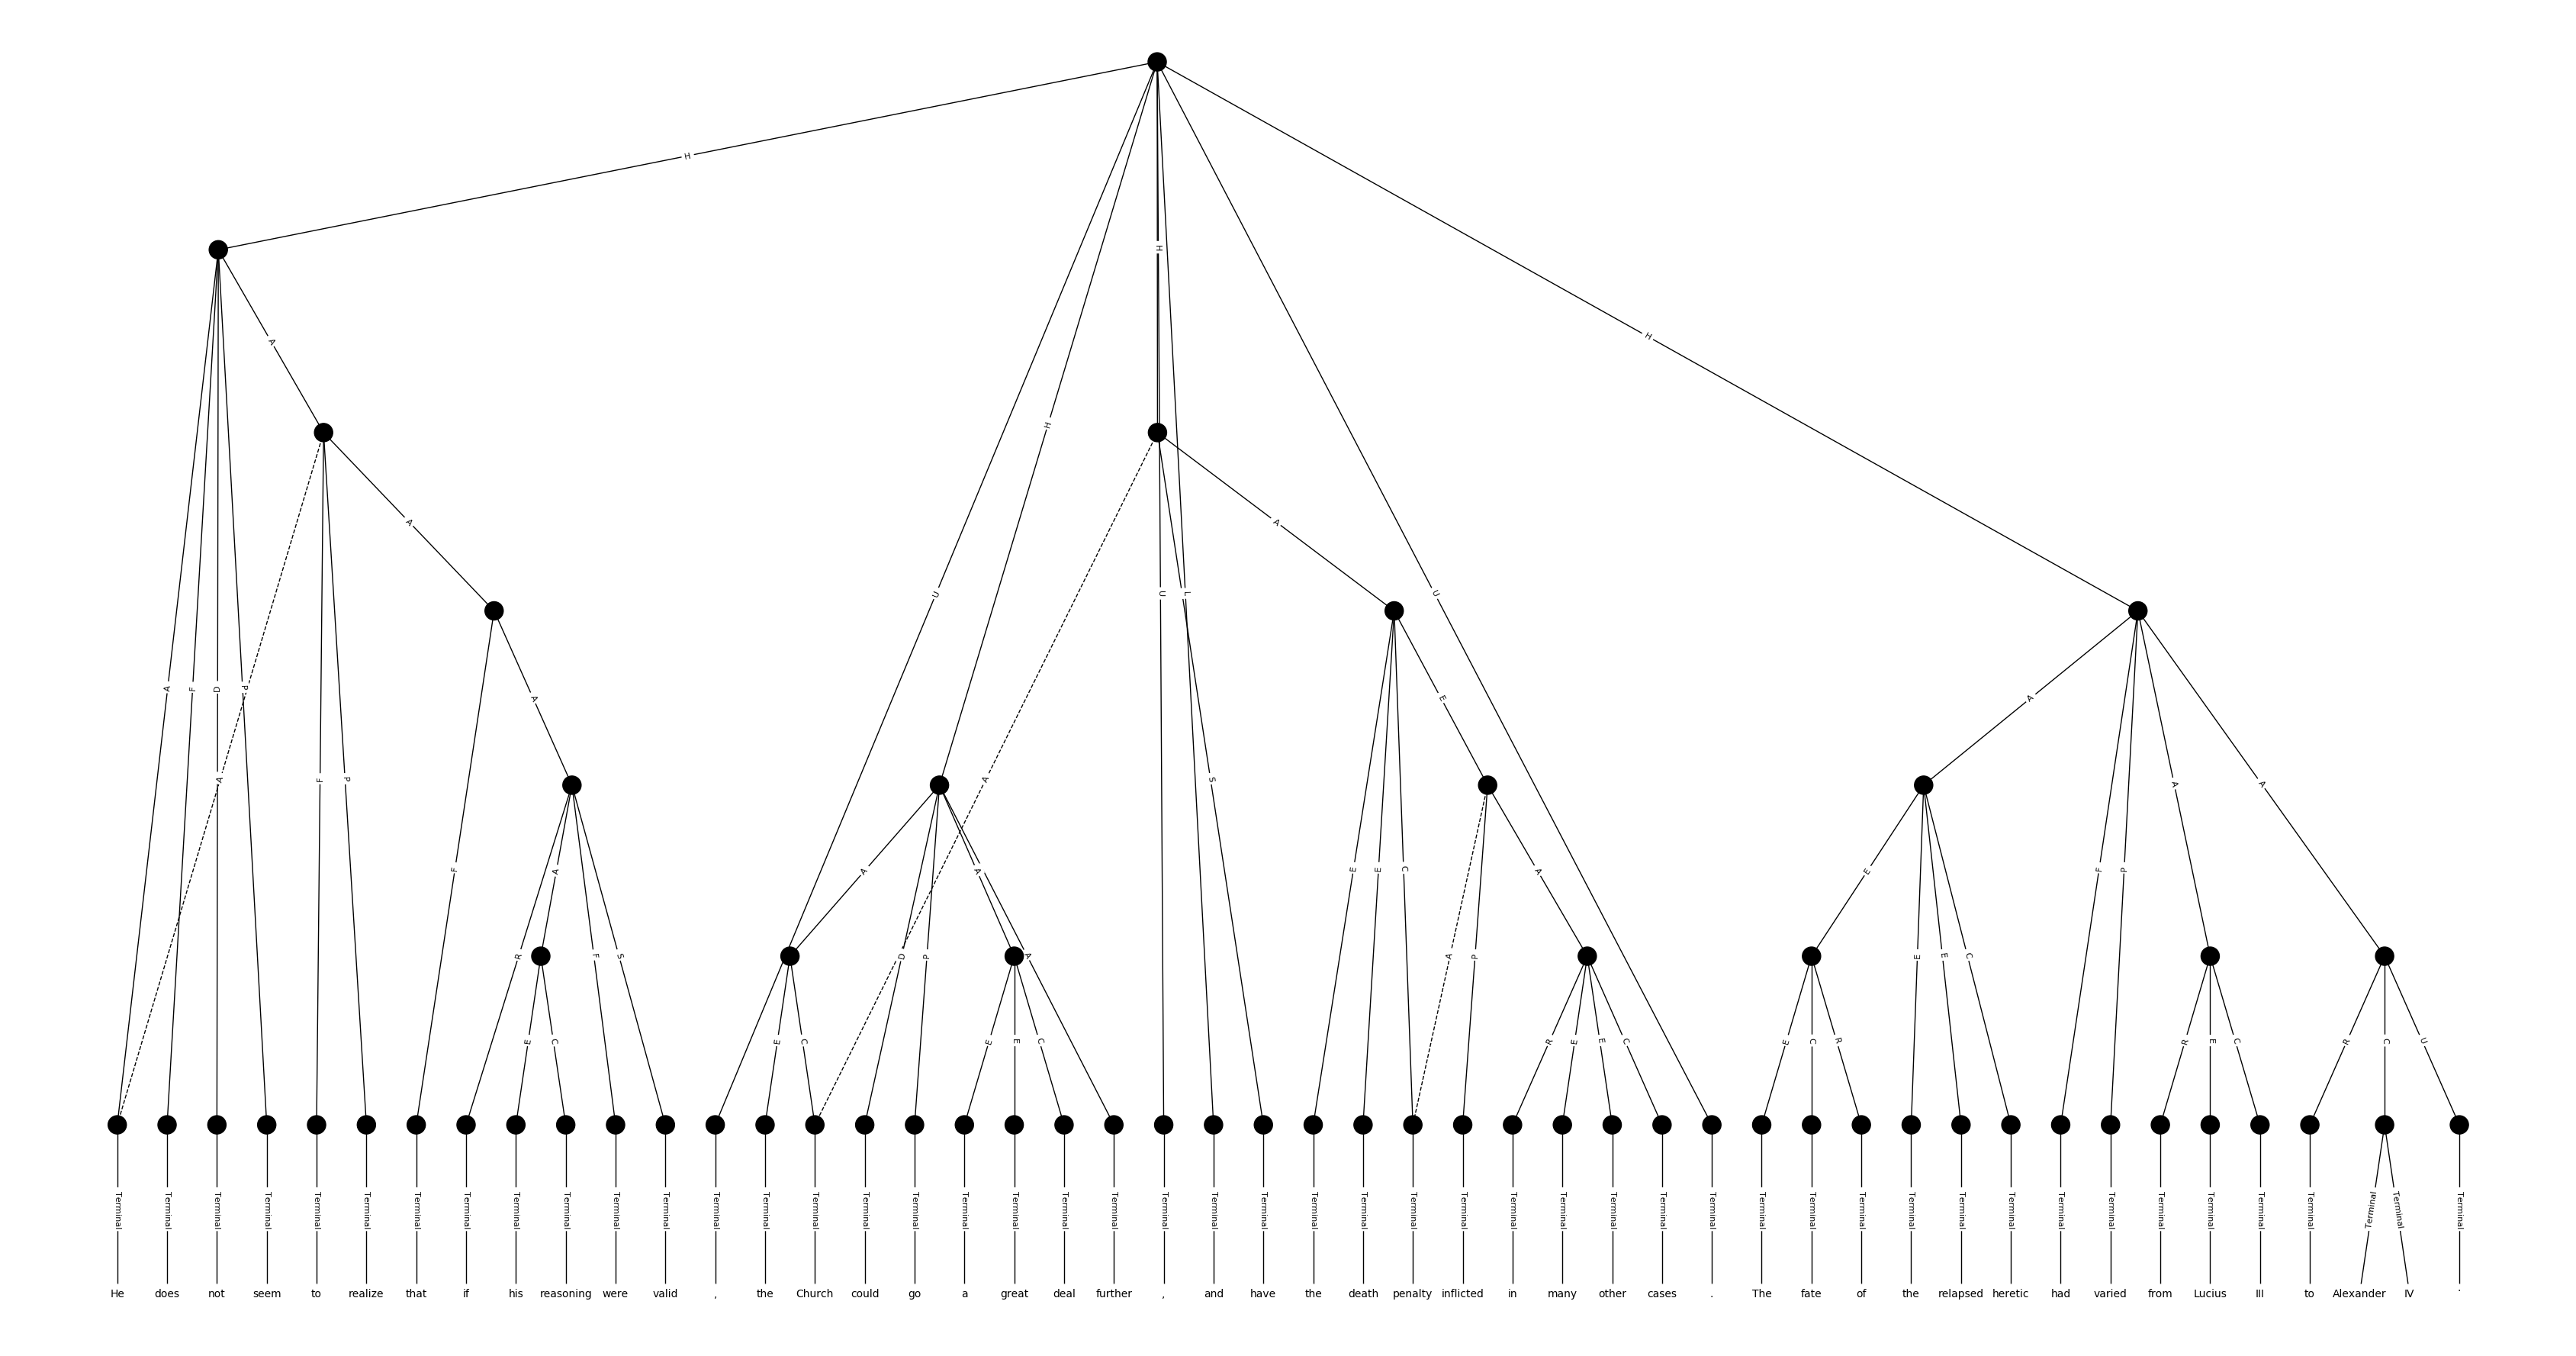 H
A
H
H
A
A
U
H
L
U
U
A
F
D
P
A
A
A
A
F
P
A
S
E
A
A
F
A
A
A
E
E
C
A
E
F
P
R
F
S
D
P
A
A
P
E
E
C
E
C
E
C
E
E
C
R
E
E
C
E
C
R
R
E
C
R
C
U
Terminal Terminal Terminal Terminal Terminal Terminal Terminal Terminal Terminal Terminal Terminal Terminal Terminal Terminal Terminal Terminal Terminal Terminal Terminal Terminal Terminal Terminal Terminal Terminal Terminal Terminal Terminal Terminal Terminal Terminal Terminal Terminal Terminal Terminal Terminal Terminal Terminal Terminal Terminal Terminal Terminal Terminal Terminal Terminal Terminal Terminal Terminal Terminal
He does not seem to realize that if his reasoning were valid , the Church could go a great deal further , and have the death penalty inflicted in many other cases . The fate of the relapsed heretic had varied from Lucius III to Alexander IV .